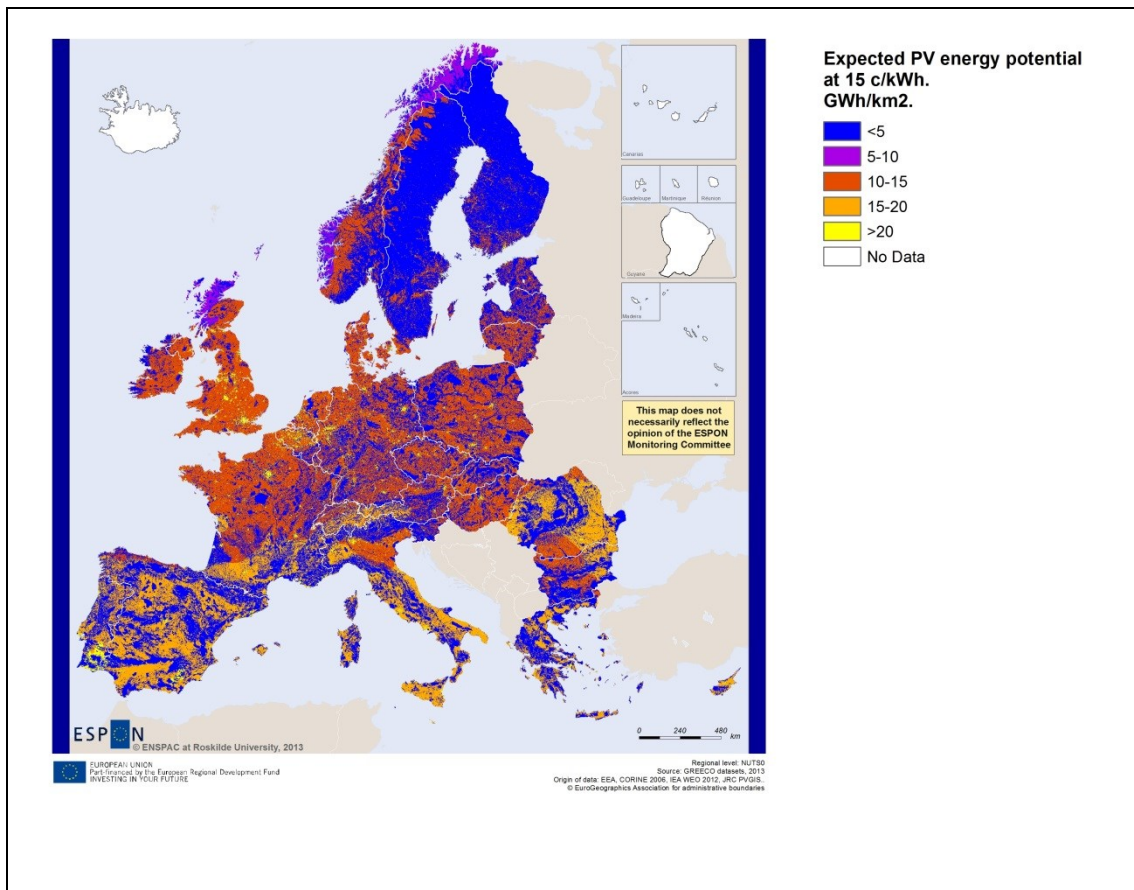 Expected PV energy potential
at 15 c/kWh.
GWh/km2.
<5
5-10
10-15
15-20
>20
No Data
Canarias
Guadeloupe
Martinique
Réunion
Guyane
Madeira
Acores
This map does not
necessarily reflect the
opinion of the ESPON
Monitoring Committee
ESPON
© ENSPAC at Roskilde University, 2013
0 240 480
km
EUROPEAN UNION
Part-financed by the European Regional Development Fund
INVESTING IN YOUR FUTURE
Regional level: NUTS0
Source: GREECO datasets, 2013
Origin of data: EEA, CORINE 2006, IEA WEO 2012, JRC PVGIS..
© EuroGeographics Association for administrative boundaries